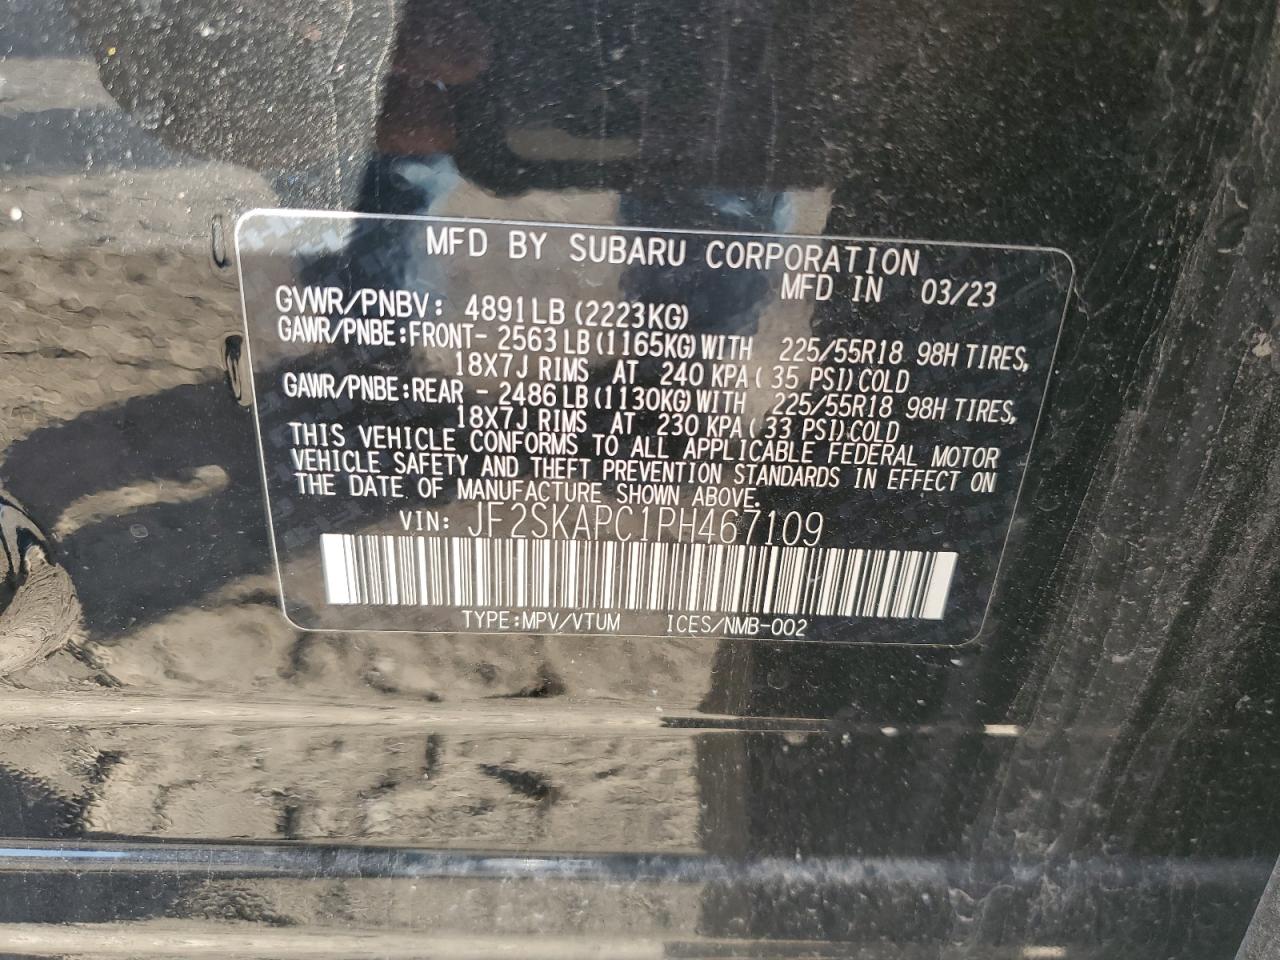 MFD BY SUBARU CORPORATION
MFD IN 03/23
GVWR/PNBV: 4891LB (2223KG)
GAWR/PNBE:FRONT- 2563 LB (1165KG) WITH 225/55R18 98H TIRES,
18X7J RIMS AT 240 KPA ( 35 PSI) COLD
GAWR/PNBE:REAR - 2486 LB (1130KG) WITH 225/55R18 98H TIRES,
18X7J RIMS AT 230 KPA ( 33 PSI) COLD
THIS VEHICLE CONFORMS TO ALL APPLICABLE FEDERAL MOTOR
VEHICLE SAFETY AND THEFT PREVENTION STANDARDS IN EFFECT ON
THE DATE OF MANUFACTURE SHOWN ABOVE.
VIN: JF2SKAPC1PH467109
TYPE:MPV/VTUM ICES/NMB-002